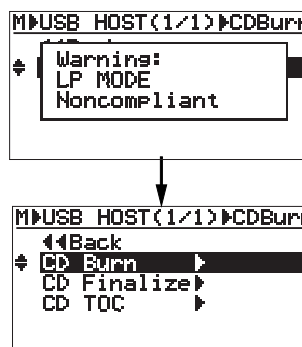 M▶USB HOST(1/1)▶CDBurn
Warning:
LP MODE
Noncompliant
M▶USB HOST(1/1)▶CDBurn
◀◀Back
CD Burn ▶
CD Finalize▶
CD TOC ▶